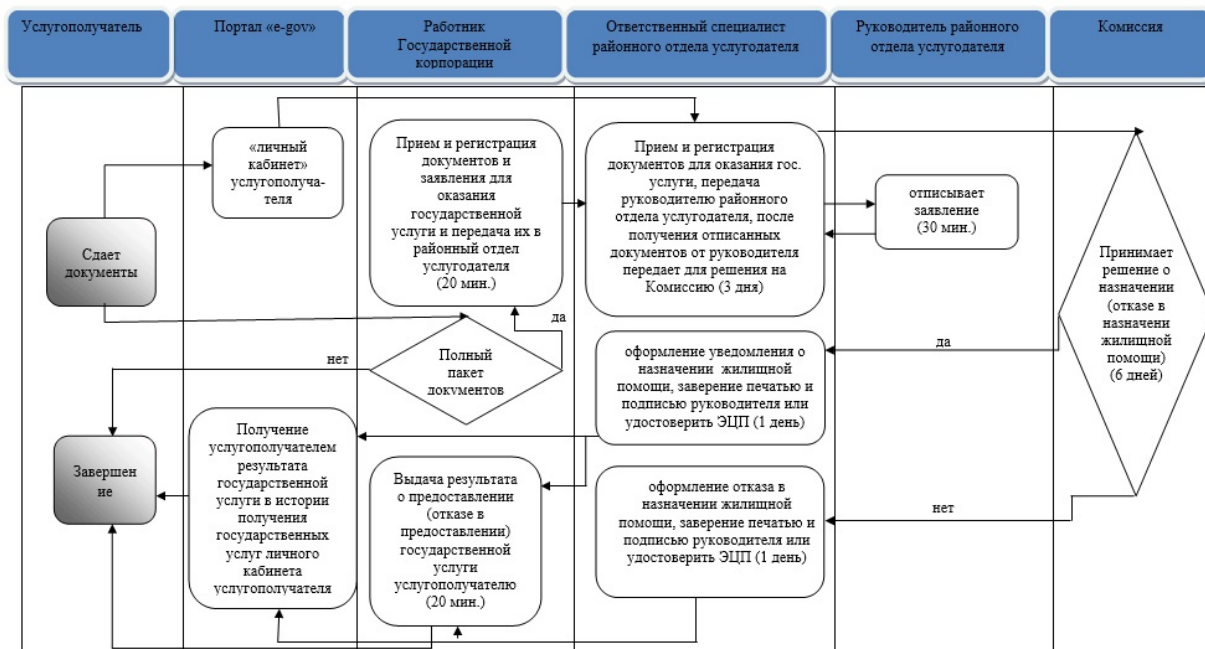 Услугополучатель
Портал «e-gov»
Работник
Государственной
корпорации
Ответственный специалист
районного отдела услугодателя
Руководитель районного
отдела услугодателя
Комиссия
«личный
кабинет»
услугополуча-
теля
Прием и регистрация
документов и
заявления для
оказания
государственной
услуги и передача их в
районный отдел
услугодателя
(20 мин.)
Прием и регистрация
документов для оказания гос.
услуги, передача
руководителю районного
отдела услугодателя, после
получения отписанных
документов от руководителя
передает для решения на
Комиссию (3 дня)
отписывает
заявление
(30 мин.)
Сдает
документы
Принимает
решение о
назначении
(отказе в
назначени
жилищной
помощи)
(6 дней)
да
нет
Полный
пакет
документов
да
оформление уведомления о
назначении жилищной
помощи, заверение печатью и
подписью руководителя или
удостоверить ЭЦП (1 день)
Завершен
ие
Получение
услугополучателем
результата
государственной
услуги в истории
получения
государственных
услуг личного
кабинета
услугополучателя
Выдача результата
о предоставлении
(отказе в
предоставлении)
государственной
услуги
услугополучателю
(20 мин.)
оформление отказа в
назначении жилищной
помощи, заверение печатью и
подписью руководителя или
удостоверить ЭЦП (1 день)
нет